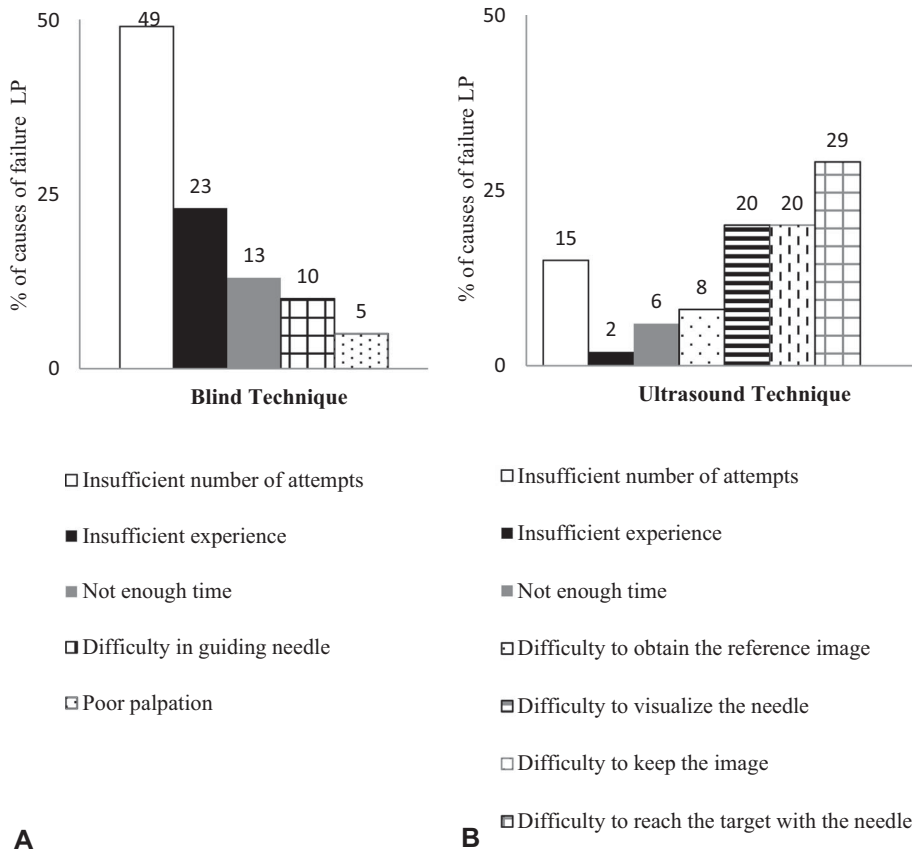 50
49
23
25
13
10
5
0
% of causes of failure LP
Blind Technique
Insufficient number of attempts
Insufficient experience
Not enough time
Difficulty in guiding needle
Poor palpation
A
50
29
25
20
20
15
8
6
2
0
% of causes of failure LP
Ultrasound Technique
Insufficient number of attempts
Insufficient experience
Not enough time
Difficulty to obtain the reference image
Difficulty to visualize the needle
Difficulty to keep the image
Difficulty to reach the target with the needle
B